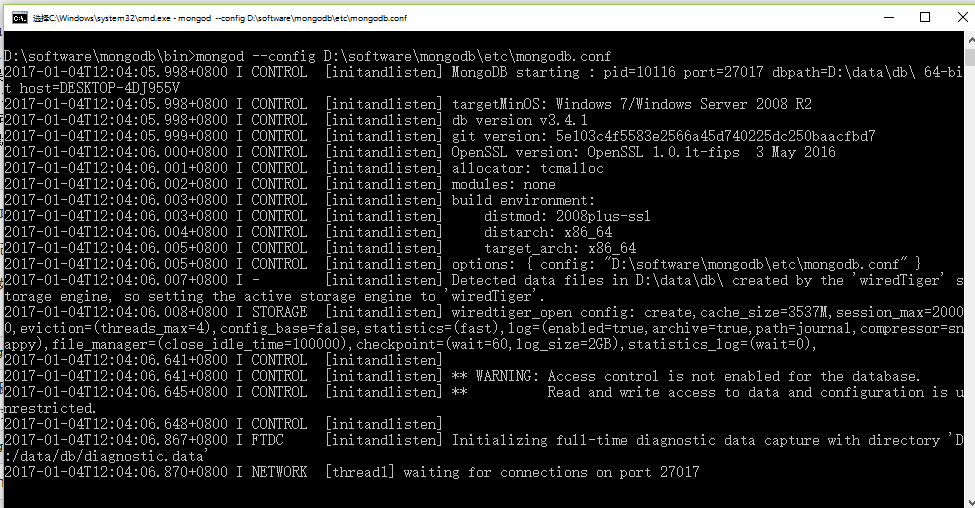 选择C:\Windows\system32\cmd.exe - mongod --config D:\software\mongodb\etc\mongodb.conf
D:\software\mongodb\bin>mongod --config D:\software\mongodb\etc\mongodb.conf
2017-01-04T12:04:05.998+0800 I CONTROL  [initandlisten] MongoDB starting : pid=10116 port=27017 dbpath=D:\data\db\ 64-bi
t host=DESKTOP-4DJ955V
2017-01-04T12:04:05.998+0800 I CONTROL  [initandlisten] targetMinOS: Windows 7/Windows Server 2008 R2
2017-01-04T12:04:05.998+0800 I CONTROL  [initandlisten] db version v3.4.1
2017-01-04T12:04:05.999+0800 I CONTROL  [initandlisten] git version: 5e103c4f5583e2566a45d740225dc250baacfbd7
2017-01-04T12:04:06.000+0800 I CONTROL  [initandlisten] OpenSSL version: OpenSSL 1.0.1t-fips  3 May 2016
2017-01-04T12:04:06.001+0800 I CONTROL  [initandlisten] allocator: tcmalloc
2017-01-04T12:04:06.002+0800 I CONTROL  [initandlisten] modules: none
2017-01-04T12:04:06.003+0800 I CONTROL  [initandlisten] build environment:
2017-01-04T12:04:06.003+0800 I CONTROL  [initandlisten]     distmod: 2008plus-ssl
2017-01-04T12:04:06.004+0800 I CONTROL  [initandlisten]     distarch: x86_64
2017-01-04T12:04:06.005+0800 I CONTROL  [initandlisten]     target_arch: x86_64
2017-01-04T12:04:06.005+0800 I CONTROL  [initandlisten] options: { config: "D:\software\mongodb\etc\mongodb.conf" }
2017-01-04T12:04:06.007+0800 I -        [initandlisten] Detected data files in D:\data\db\ created by the 'wiredTiger' s
torage engine, so setting the active storage engine to 'wiredTiger'.
2017-01-04T12:04:06.008+0800 I STORAGE  [initandlisten] wiredtiger_open config: create,cache_size=3537M,session_max=2000
0,eviction=(threads_max=4),config_base=false,statistics=(fast),log=(enabled=true,archive=true,path=journal,compressor=sn
appy),file_manager=(close_idle_time=100000),checkpoint=(wait=60,log_size=2GB),statistics_log=(wait=0),
2017-01-04T12:04:06.641+0800 I CONTROL  [initandlisten]
2017-01-04T12:04:06.641+0800 I CONTROL  [initandlisten] ** WARNING: Access control is not enabled for the database.
2017-01-04T12:04:06.645+0800 I CONTROL  [initandlisten] **          Read and write access to data and configuration is u
nrestricted.
2017-01-04T12:04:06.648+0800 I CONTROL  [initandlisten]
2017-01-04T12:04:06.867+0800 I FTDC     [initandlisten] Initializing full-time diagnostic data capture with directory 'D
:/data/db/diagnostic.data'
2017-01-04T12:04:06.870+0800 I NETWORK  [thread1] waiting for connections on port 27017